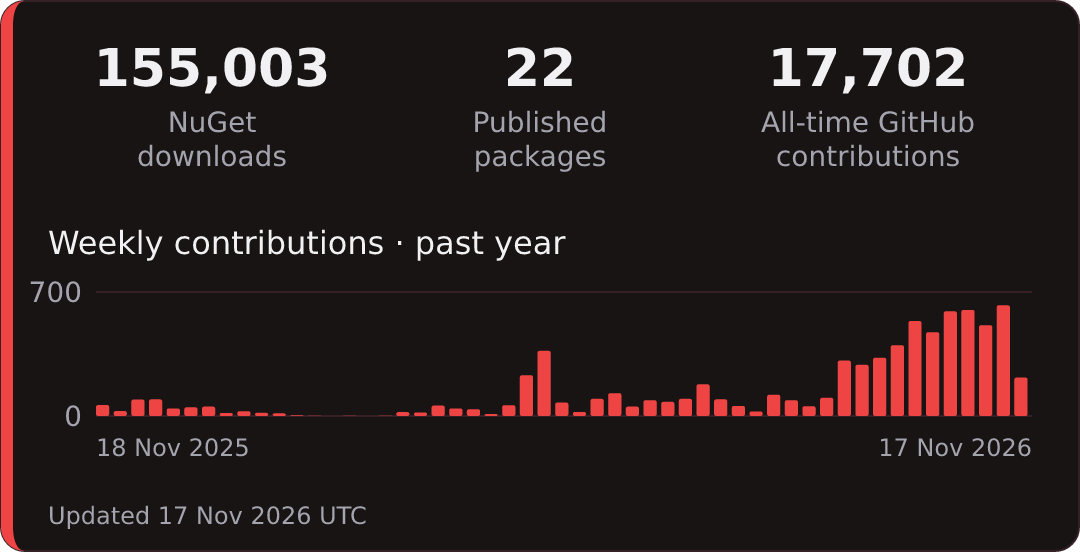 155,003
22
17,702
NuGet
downloads
Published
packages
All-time GitHub
contributions
Weekly contributions · past year
700
0
18 Nov 2025
17 Nov 2026
Updated 17 Nov 2026 UTC